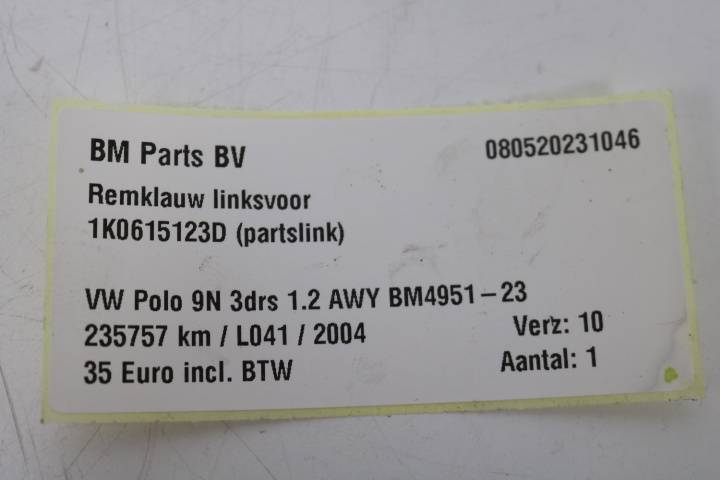 BM Parts BV 080520231046
Remklauw linksvoor
1K0615123D (partslink)
VW Polo 9N 3drs 1.2 AWY BM4951-23
235757 km / L041 / 2004 Verz: 10
35 Euro incl. BTW Aantal: 1